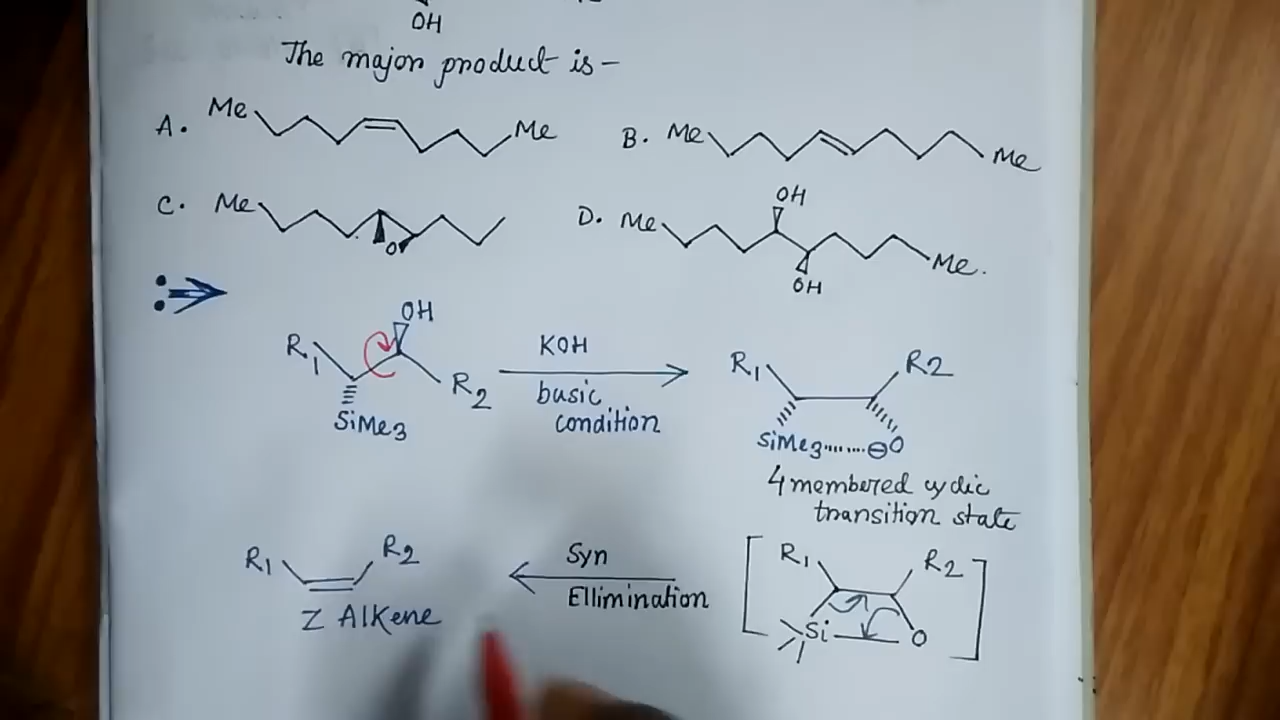 OH
The major product is –
A. Me Me
B. Me Me
C. Me O
D. Me OH OH Me.
R1 OH R2 SiMe3
KOH
busic
condition
R1 R2
SiMe3........⊖O
4 membered cyclic
transition state
R1 R2
Z Alkene
Syn
Ellimination
R1 R2
Si O